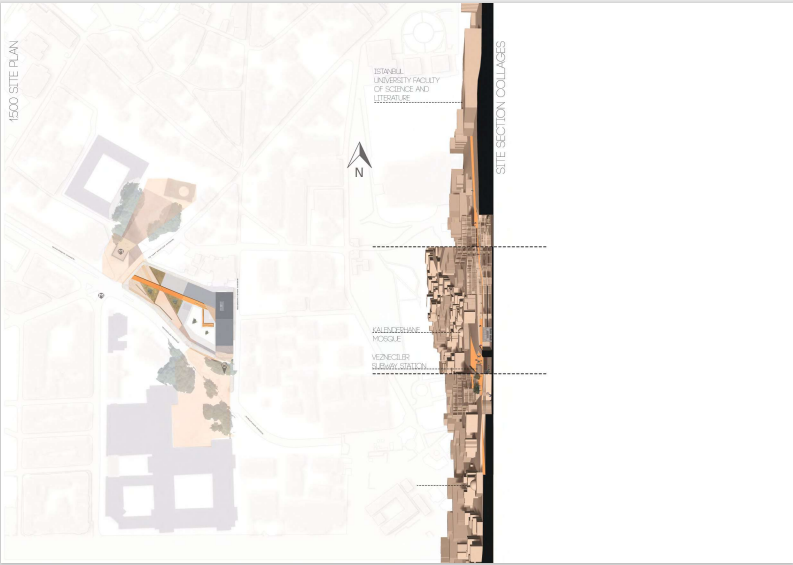 1500 SITE PLAN
ISTANBUL
UNIVERSITY FACULTY
OF SCIENCE AND
LITERATURE
N
KALENDERHANE
MOSQUE
VEZNECILER
SUBWAY STATION
SITE SECTION COLLAGES